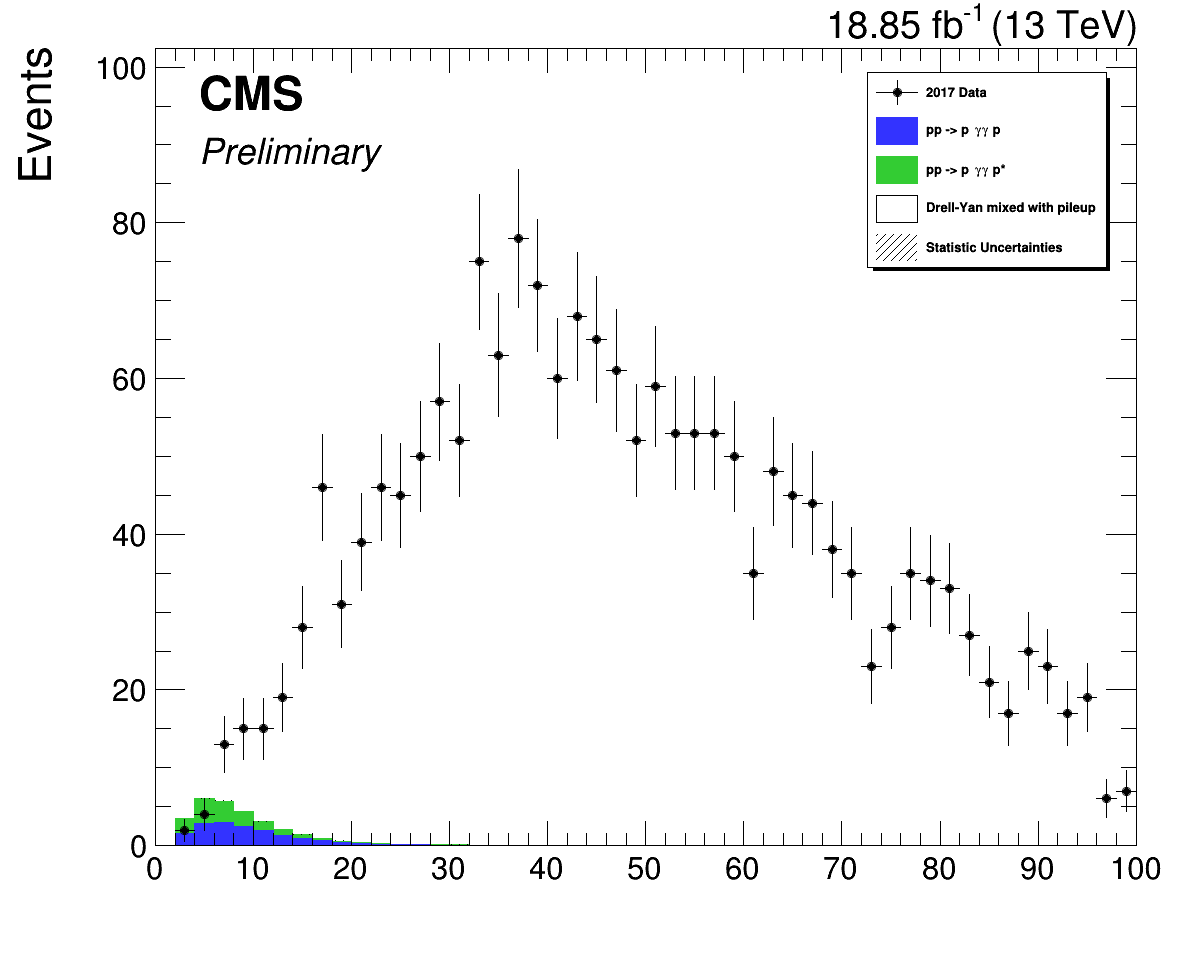 18.85 fb⁻¹ (13 TeV)
Events
CMS
Preliminary
2017 Data
pp -> p γγ p
pp -> p γγ p*
Drell-Yan mixed with pileup
Statistic Uncertainties
100
80
60
40
20
0
0 10 20 30 40 50 60 70 80 90 100